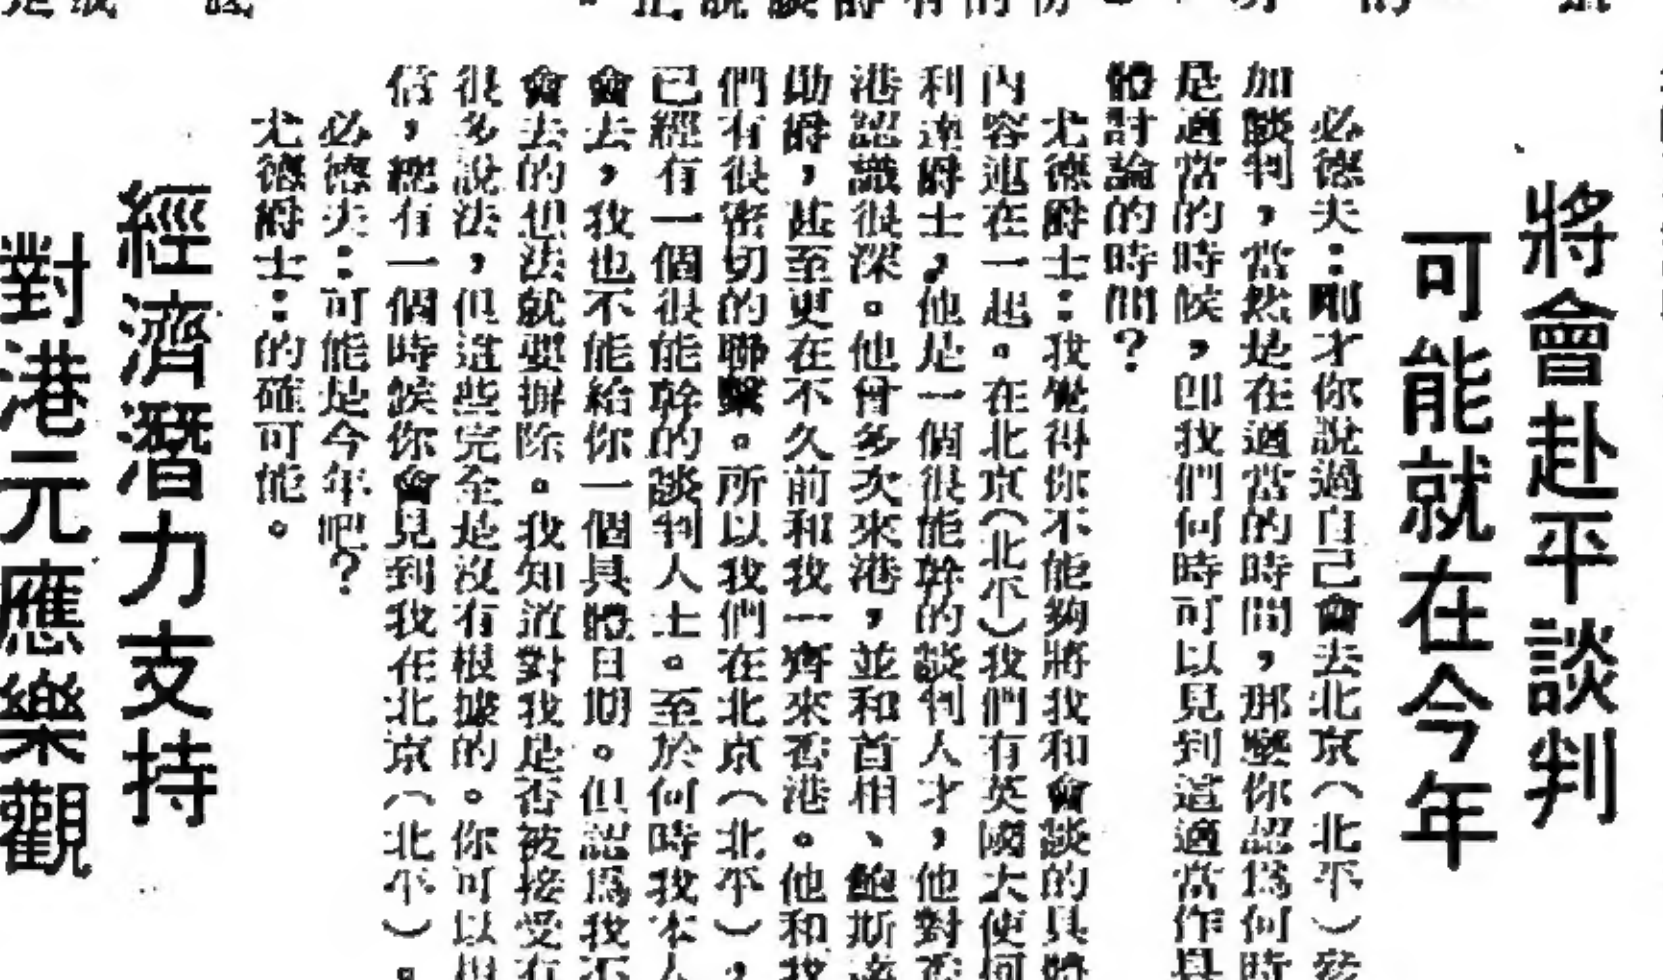 將會赴平談判
可能就在今年
必德夫：剛才你說過自己會去北京（北平）參
加談判，當然是在適當的時間，那麼你認爲何時
是適當的時候，卽我們何時可以見到這適當作具
體討論的時間？
尤德爵士：我覺得你不能夠將我和會談的具體
內容連在一起。在北京（北平）我們有英國大使何
利達爵士，他是一個很能幹的談判人才，他對香
港認識很深。他曾多次來港，並和首相、鮑斯
勛爵，甚至更在不久前和我一齊來香港。他和我
們有很密切的聯繫。所以我們在北京（北平），
已經有一個很能幹的談判人士。至於何時我本人
會去，我也不能給你一個具體日期。但認爲我不
會去的想法就要摒除。我知道對我是否被接受有
很多說法，但這些完全是沒有根據的。你可以相
信，總有一個時候你會見到我在北京（北平）。
必德夫：可能是今年吧？
尤德爵士：的確可能。
經濟潛力支持
對港元應樂觀